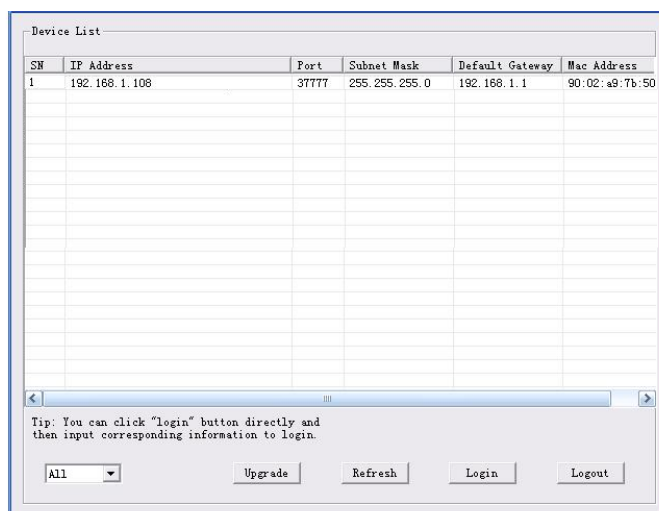 Device List
SN IP Address Port Subnet Mask Default Gateway Mac Address
1 192.168.1.108 37777 255.255.255.0 192.168.1.1 90:02:a9:7b:50
Tip: You can click "login" button directly and
then input corresponding information to login.
All Upgrade Refresh Login Logout